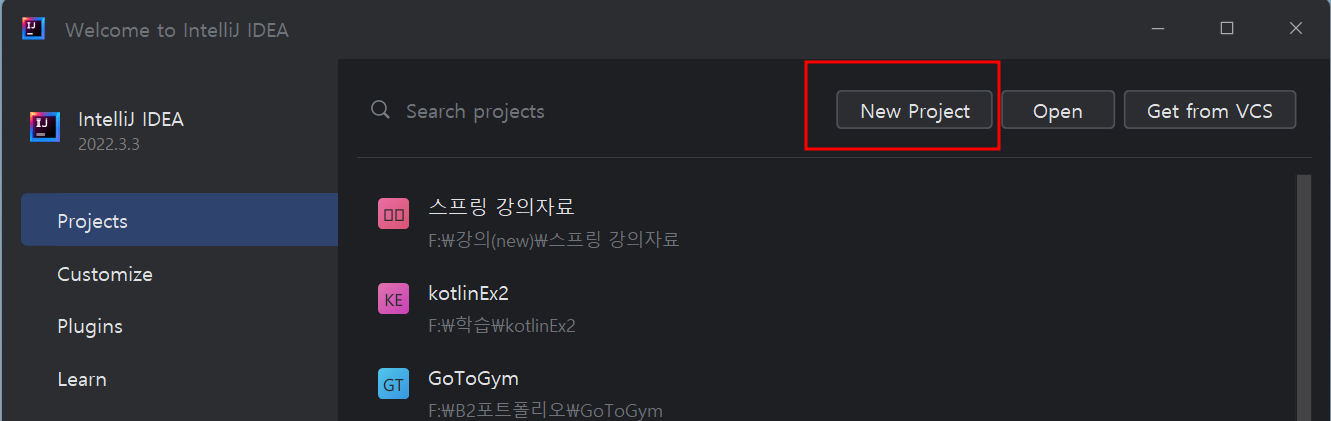 Welcome to IntelliJ IDEA
IntelliJ IDEA
2022.3.3
Projects
Customize
Plugins
Learn
Search projects
New Project
Open
Get from VCS
스프링 강의자료
F:₩강의(new)₩스프링 강의자료
KE
kotlinEx2
F:₩학습₩kotlinEx2
GT
GoToGym
F:₩B2포트폴리오₩GoToGym